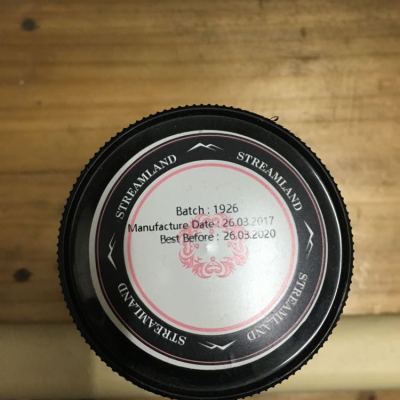 STREAMLAND
STREAMLAND
Batch : 1926
Manufacture Date : 26.03.2017
Best Before : 26.03.2020
STREAMLAND
STREAMLAND